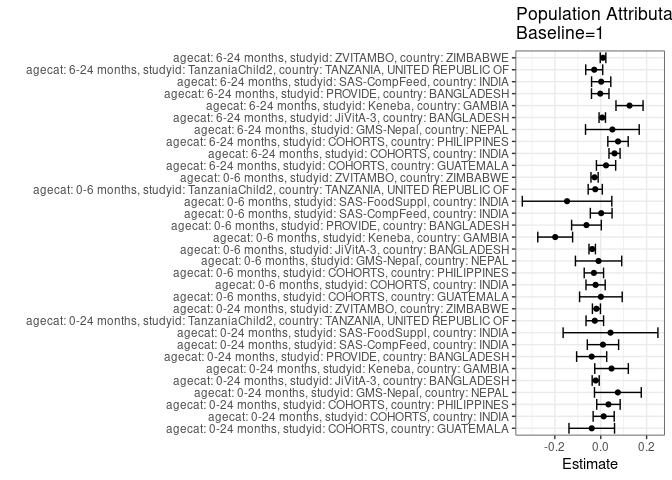 Population Attributa
Baseline=1
agecat: 6-24 months, studyid: ZVITAMBO, country: ZIMBABWE
agecat: 6-24 months, studyid: TanzaniaChild2, country: TANZANIA, UNITED REPUBLIC OF
agecat: 6-24 months, studyid: SAS-CompFeed, country: INDIA
agecat: 6-24 months, studyid: PROVIDE, country: BANGLADESH
agecat: 6-24 months, studyid: Keneba, country: GAMBIA
agecat: 6-24 months, studyid: JiVitA-3, country: BANGLADESH
agecat: 6-24 months, studyid: GMS-Nepal, country: NEPAL
agecat: 6-24 months, studyid: COHORTS, country: PHILIPPINES
agecat: 6-24 months, studyid: COHORTS, country: INDIA
agecat: 6-24 months, studyid: COHORTS, country: GUATEMALA
agecat: 0-6 months, studyid: ZVITAMBO, country: ZIMBABWE
agecat: 0-6 months, studyid: TanzaniaChild2, country: TANZANIA, UNITED REPUBLIC OF
agecat: 0-6 months, studyid: SAS-FoodSuppl, country: INDIA
agecat: 0-6 months, studyid: SAS-CompFeed, country: INDIA
agecat: 0-6 months, studyid: PROVIDE, country: BANGLADESH
agecat: 0-6 months, studyid: Keneba, country: GAMBIA
agecat: 0-6 months, studyid: JiVitA-3, country: BANGLADESH
agecat: 0-6 months, studyid: GMS-Nepal, country: NEPAL
agecat: 0-6 months, studyid: COHORTS, country: PHILIPPINES
agecat: 0-6 months, studyid: COHORTS, country: INDIA
agecat: 0-6 months, studyid: COHORTS, country: GUATEMALA
agecat: 0-24 months, studyid: ZVITAMBO, country: ZIMBABWE
agecat: 0-24 months, studyid: TanzaniaChild2, country: TANZANIA, UNITED REPUBLIC OF
agecat: 0-24 months, studyid: SAS-FoodSuppl, country: INDIA
agecat: 0-24 months, studyid: SAS-CompFeed, country: INDIA
agecat: 0-24 months, studyid: PROVIDE, country: BANGLADESH
agecat: 0-24 months, studyid: Keneba, country: GAMBIA
agecat: 0-24 months, studyid: JiVitA-3, country: BANGLADESH
agecat: 0-24 months, studyid: GMS-Nepal, country: NEPAL
agecat: 0-24 months, studyid: COHORTS, country: PHILIPPINES
agecat: 0-24 months, studyid: COHORTS, country: INDIA
agecat: 0-24 months, studyid: COHORTS, country: GUATEMALA
-0.2 0.0 0.2
Estimate